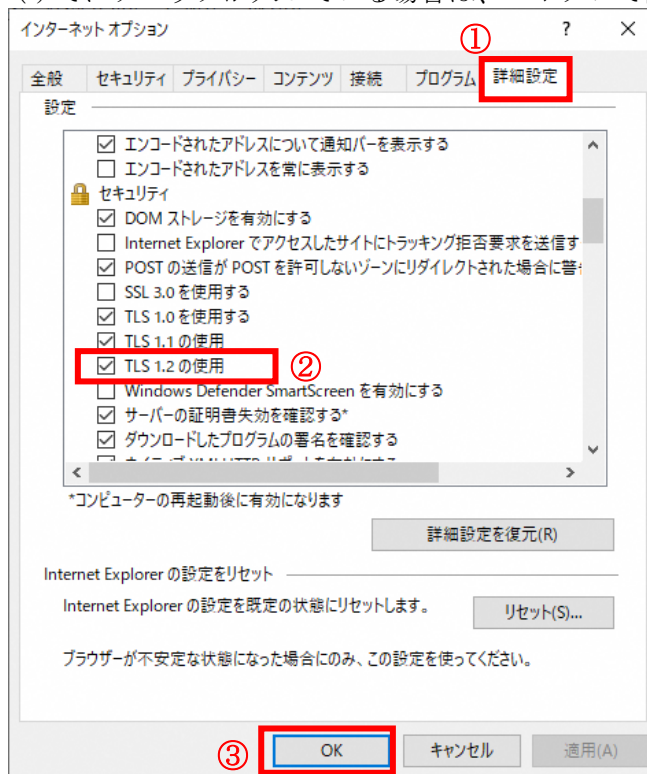 インターネット オプション
①
? ×
全般 セキュリティ プライバシー コンテンツ 接続 プログラム 詳細設定
設定
エンコードされたアドレスについて通知バーを表示する
エンコードされたアドレスを常に表示する
セキュリティ
DOM ストレージを有効にする
Internet Explorer でアクセスしたサイトにトラッキング拒否要求を送信す
POST の送信が POST を許可しないゾーンにリダイレクトされた場合に警
SSL 3.0 を使用する
TLS 1.0 を使用する
TLS 1.1 の使用
TLS 1.2 の使用
②
Windows Defender SmartScreen を有効にする
サーバーの証明書失効を確認する*
ダウンロードしたプログラムの署名を確認する
*コンピューターの再起動後に有効になります
詳細設定を復元(R)
Internet Explorer の設定をリセット
Internet Explorer の設定を既定の状態にリセットします。
リセット(S)...
ブラウザーが不安定な状態になった場合にのみ、この設定を使ってください。
③
OK キャンセル 適用(A)